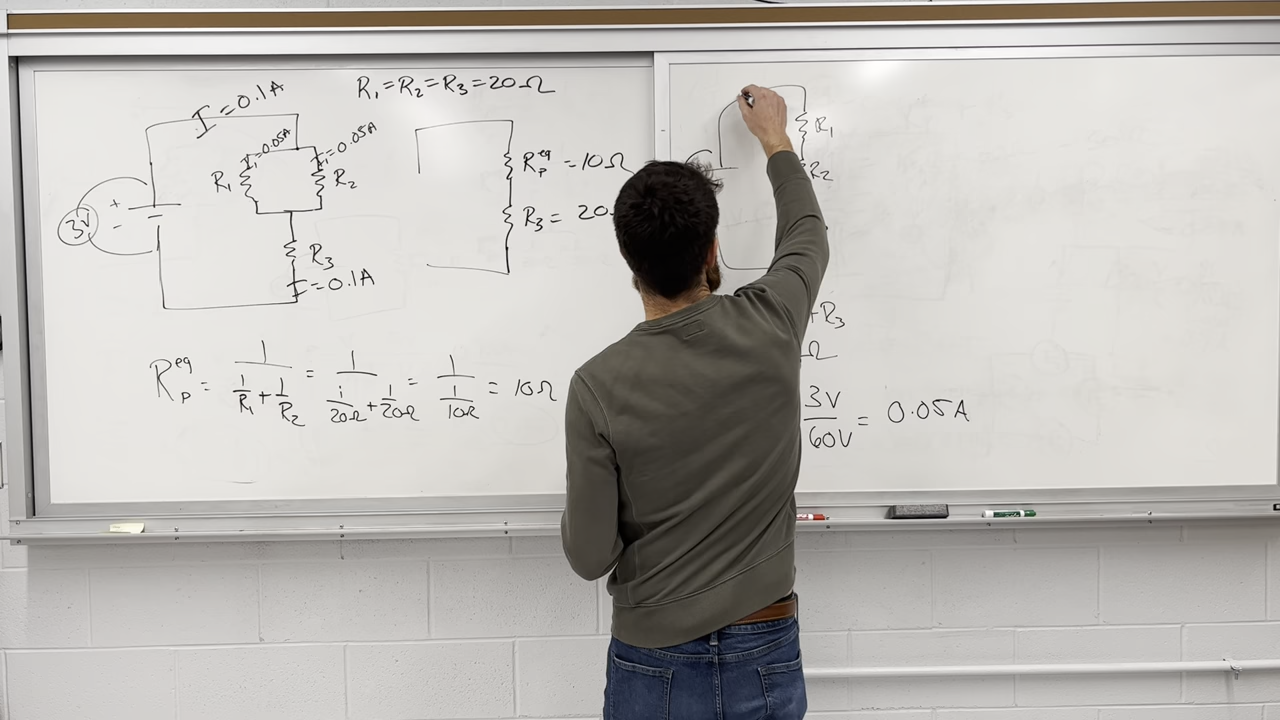 R₁=R₂=R₃=20Ω
I=0.1A
I₁=0.05A
I=0.05A
R₁
R₂
3V
+
-
R₃
I=0.1A
R_P^eq =10Ω
R₃= 20
R_P^eq = 1/(1/R₁+1/R₂) = 1/(i/20Ω+1/20Ω) = 1/(1/10Ω) = 10Ω
R₁
R₂
+R₃
Ω
3V/60V = 0.05A